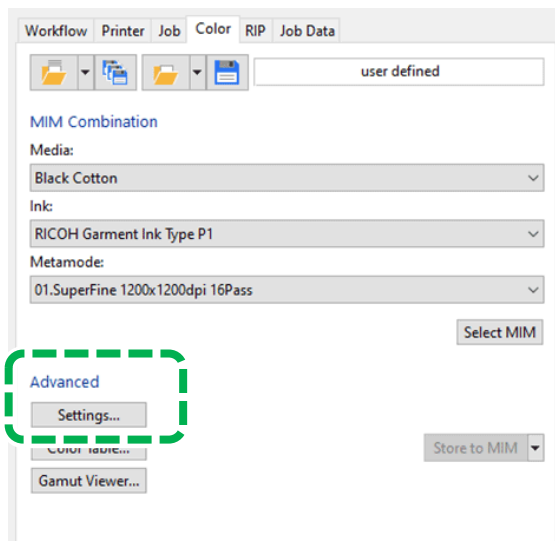 Workflow Printer Job Color RIP Job Data
user defined
MIM Combination
Media:
Black Cotton
Ink:
RICOH Garment Ink Type P1
Metamode:
01.SuperFine 1200x1200dpi 16Pass
Select MIM
Advanced
Settings...
Color Table... Store to MIM
Gamut Viewer...